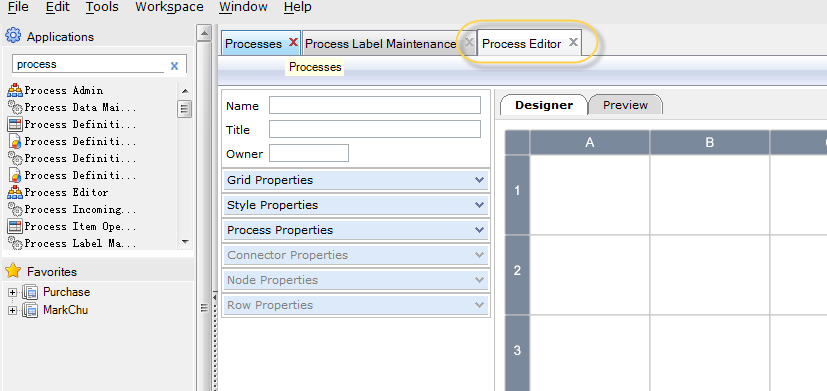 File Edit Tools Workspace Window Help
Applications
process x
Process Admin
Process Data Mai...
Process Definiti...
Process Definiti...
Process Definiti...
Process Definiti...
Process Editor
Process Incoming...
Process Item Ope...
Process Label Ma...
Favorites
Purchase
MarkChu
Processes X Process Label Maintenance X Process Editor X
Processes
Name
Title
Owner
Grid Properties
Style Properties
Process Properties
Connector Properties
Node Properties
Row Properties
Designer Preview
A B C
1
2
3